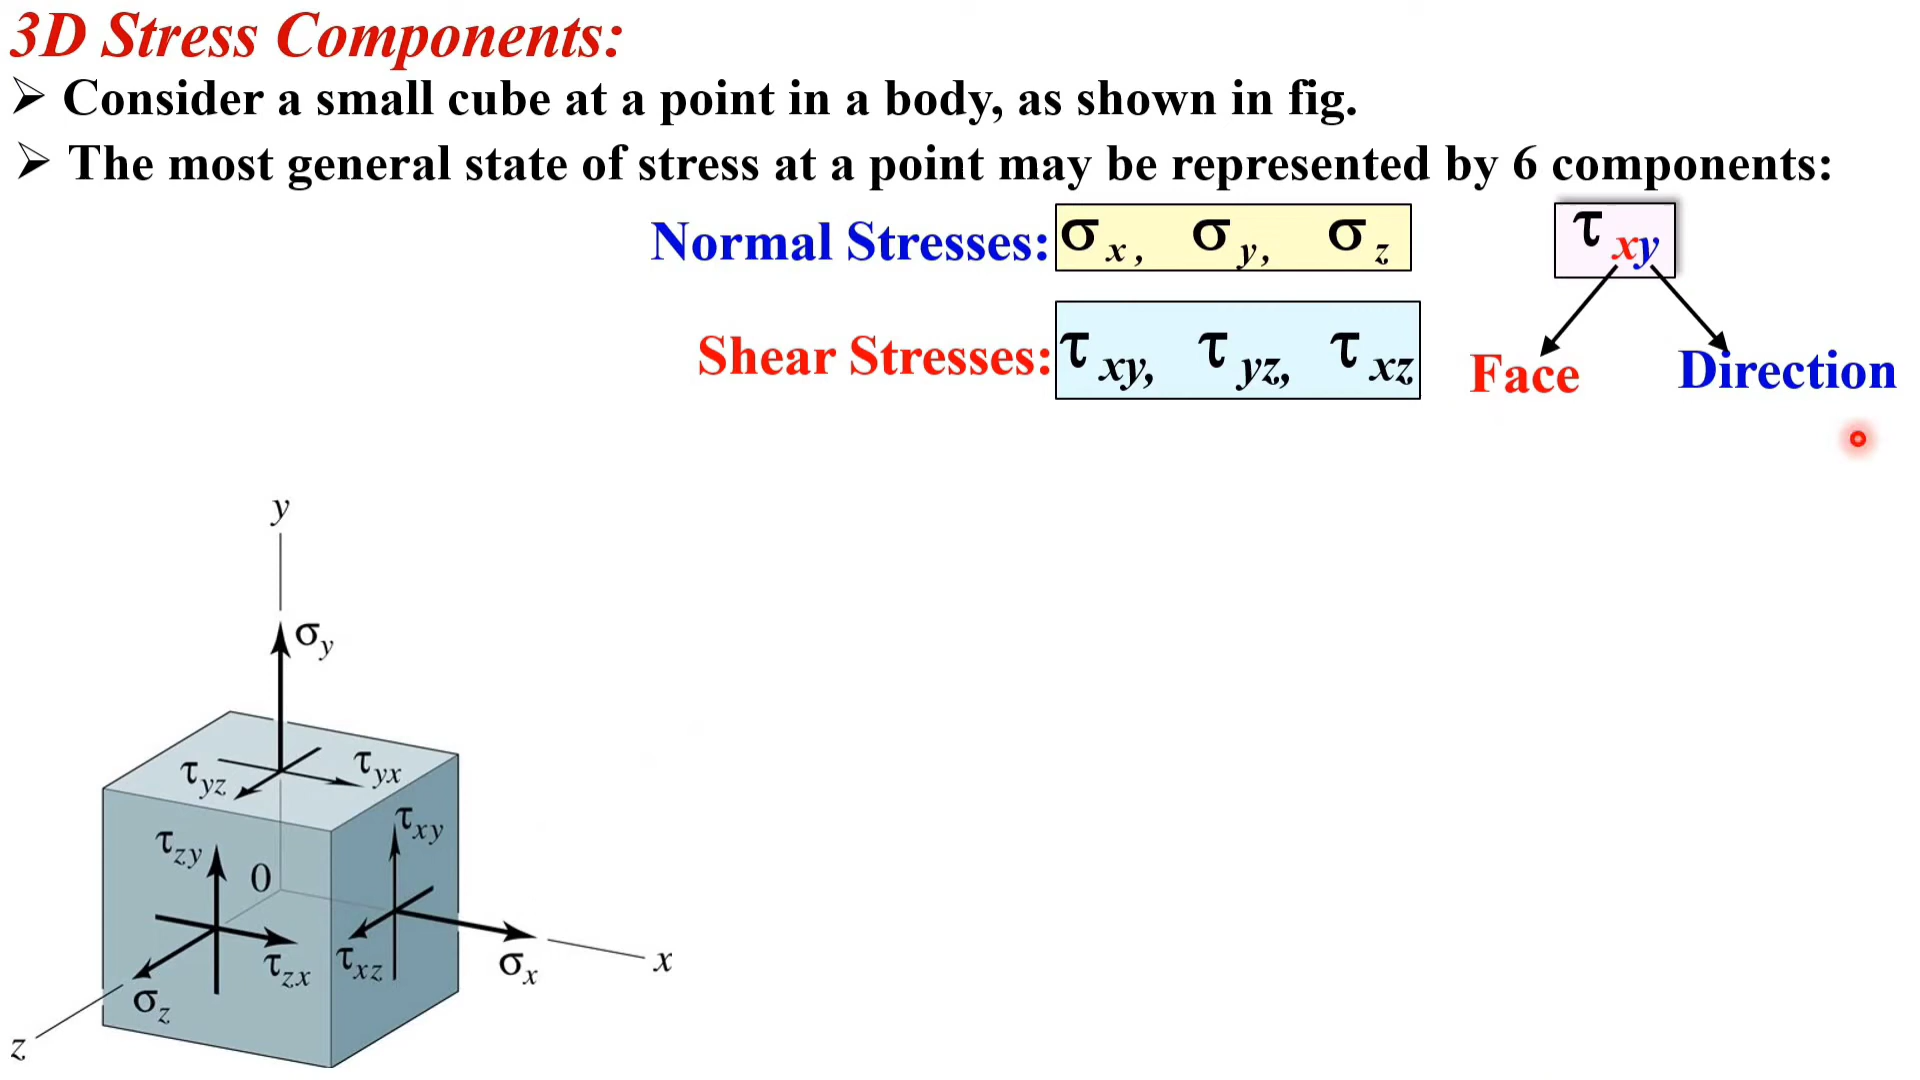 3D Stress Components:
➢ Consider a small cube at a point in a body, as shown in fig.
➢ The most general state of stress at a point may be represented by 6 components:
Normal Stresses: σx, σy, σz
τxy
Shear Stresses: τxy, τyz, τxz
Face Direction
y
σy
τyz τyx
τxy
τzy
0
τzx τxz σx x
σz
z